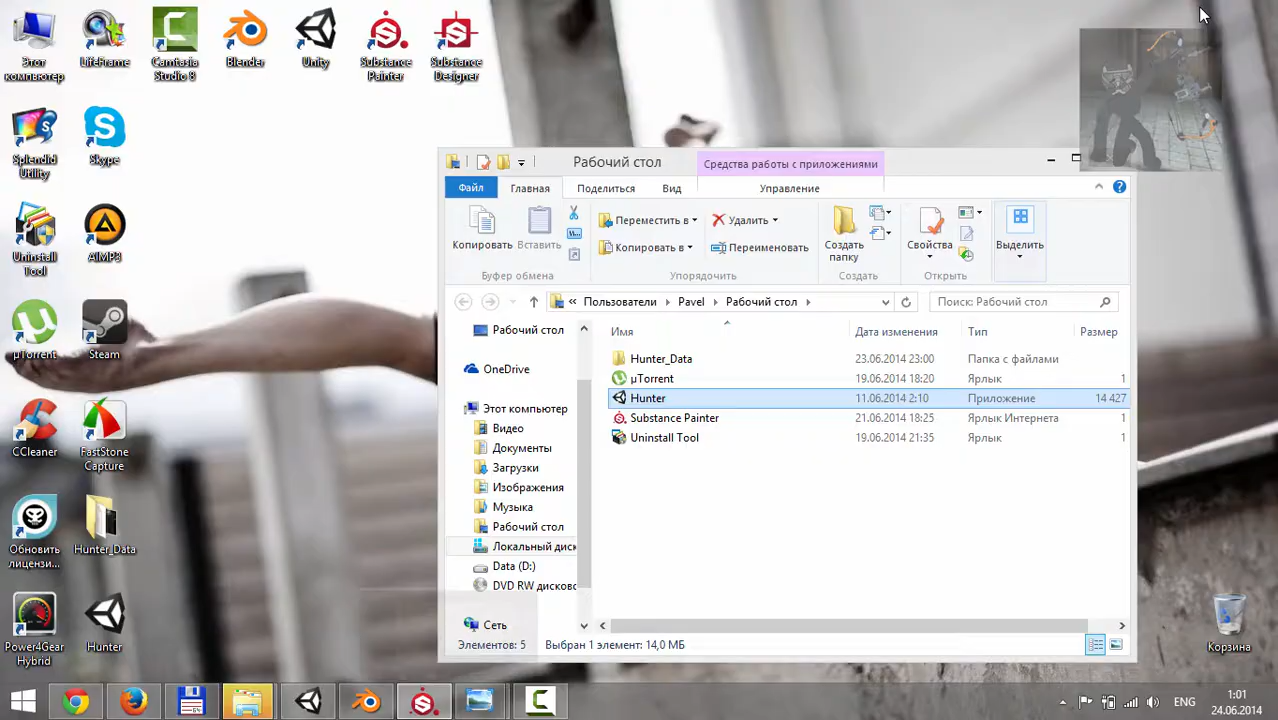 Этот
компьютер
LifeFrame
Camtasia
Studio 8
Blender
Unity
Substance
Painter
Substance
Designer
Splendid
Utility
Skype
Uninstall
Tool
AIMP3
µTorrent
Steam
CCleaner
FastStone
Capture
Обновить
лицензи...
Hunter_Data
Power4Gear
Hybrid
Hunter
Рабочий стол
Средства работы с приложениями
Файл
Главная
Поделиться
Вид
Управление
Копировать
Вставить
Буфер обмена
Переместить в
Копировать в
Удалить
Переименовать
Упорядочить
Создать
папку
Создать
Свойства
Открыть
Выделить
« Пользователи Pavel Рабочий стол
Поиск: Рабочий стол
Рабочий стол
OneDrive
Этот компьютер
Видео
Документы
Загрузки
Изображения
Музыка
Рабочий стол
Локальный диск
Data (D:)
DVD RW дисково
Сеть
Имя Дата изменения Тип Размер
Hunter_Data 23.06.2014 23:00 Папка с файлами
µTorrent 19.06.2014 18:20 Ярлык 1
Hunter 11.06.2014 2:10 Приложение 14 427
Substance Painter 21.06.2014 18:25 Ярлык Интернета 1
Uninstall Tool 19.06.2014 21:35 Ярлык 1
Элементов: 5 Выбран 1 элемент: 14,0 МБ
Корзина
ENG
1:01
24.06.2014